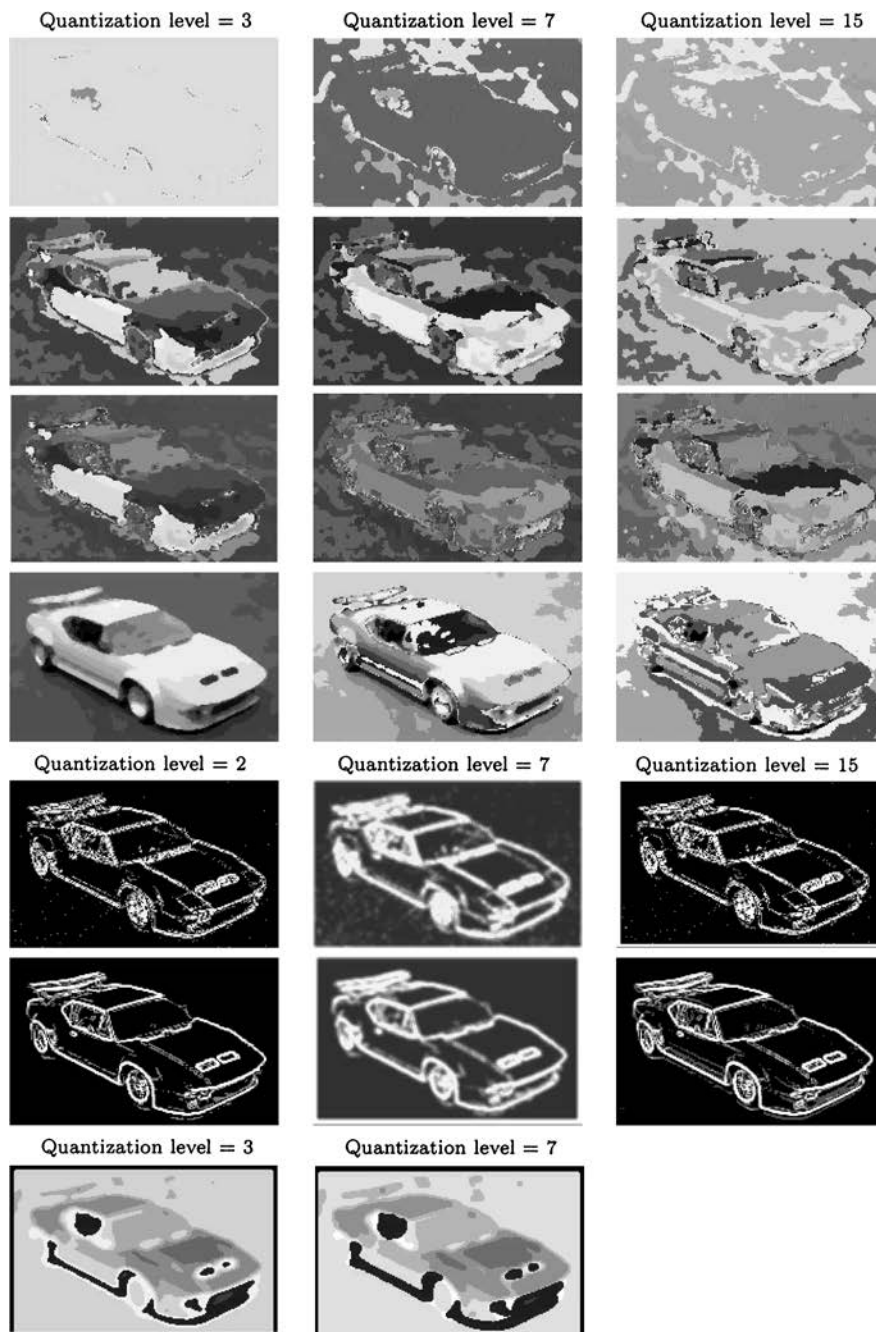 Quantization level = 3 Quantization level = 7 Quantization level = 15
Quantization level = 2 Quantization level = 7 Quantization level = 15
Quantization level = 3 Quantization level = 7